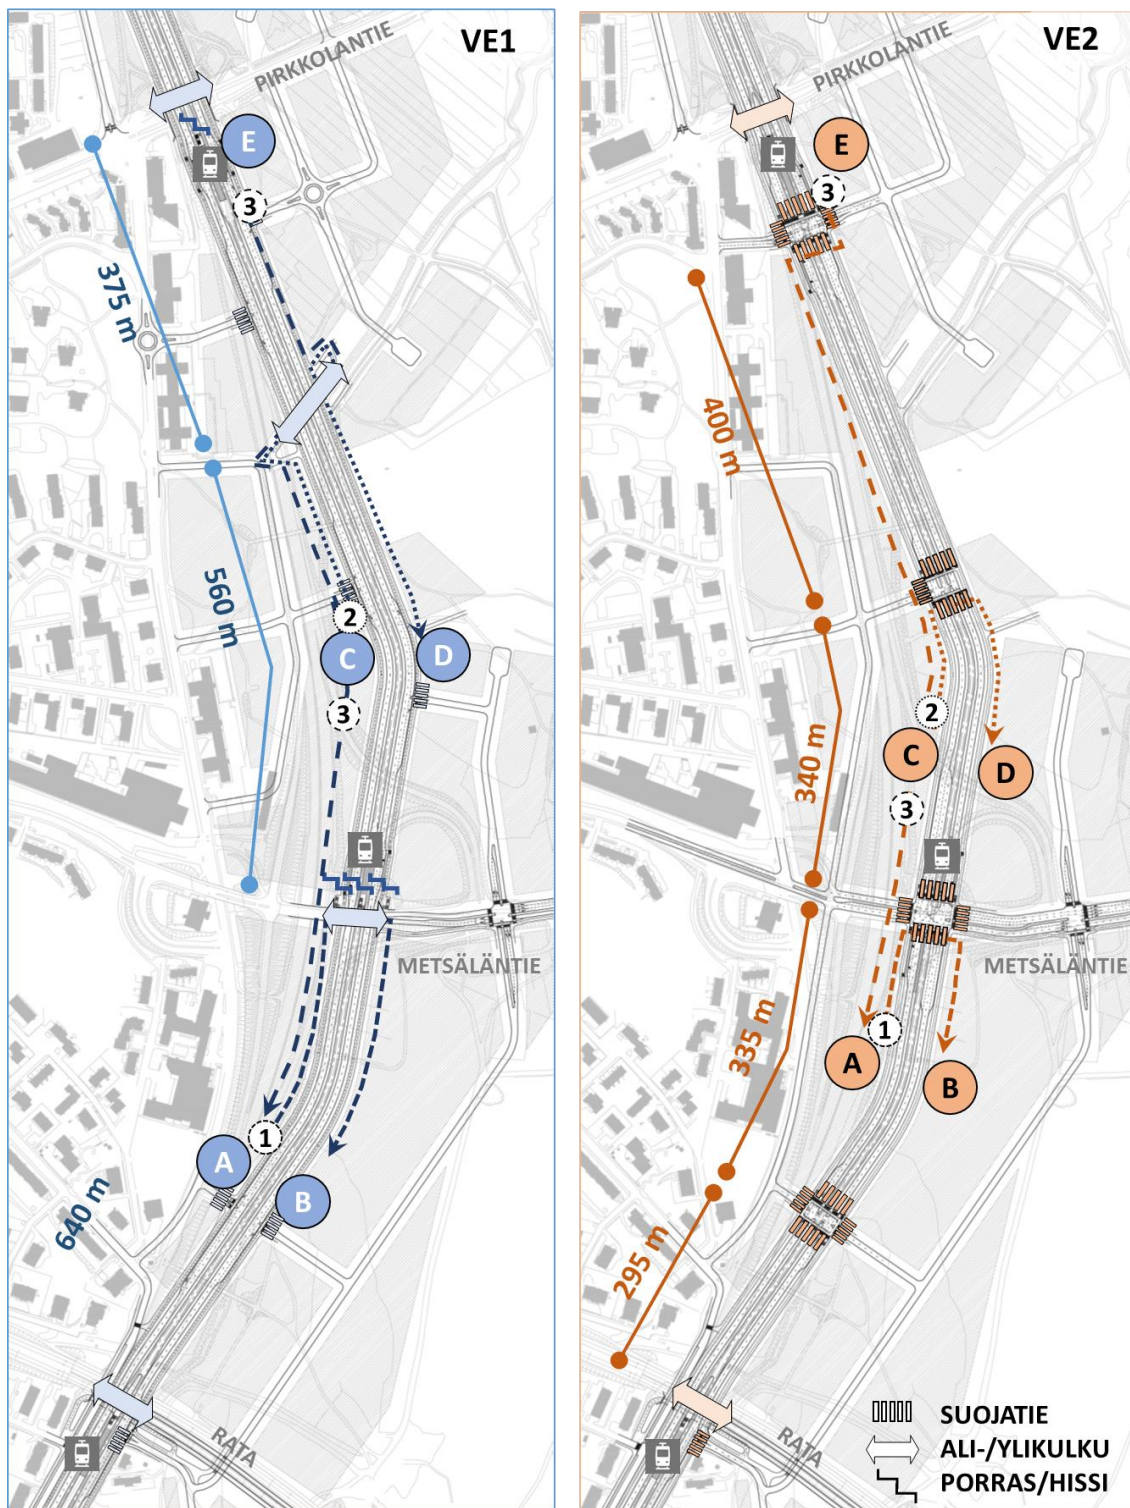 VE1
PIRKKOLANTIE
E
3
375 m
560 m
2
C
D
3
METSÄLÄNTIE
1
A
B
640 m
RATA
VE2
PIRKKOLANTIE
E
3
400 m
2
C
D
340 m
3
METSÄLÄNTIE
335 m
1
A
B
295 m
RATA
SUOJATIE
ALI-/YLIKULKU
PORRAS/HISSI